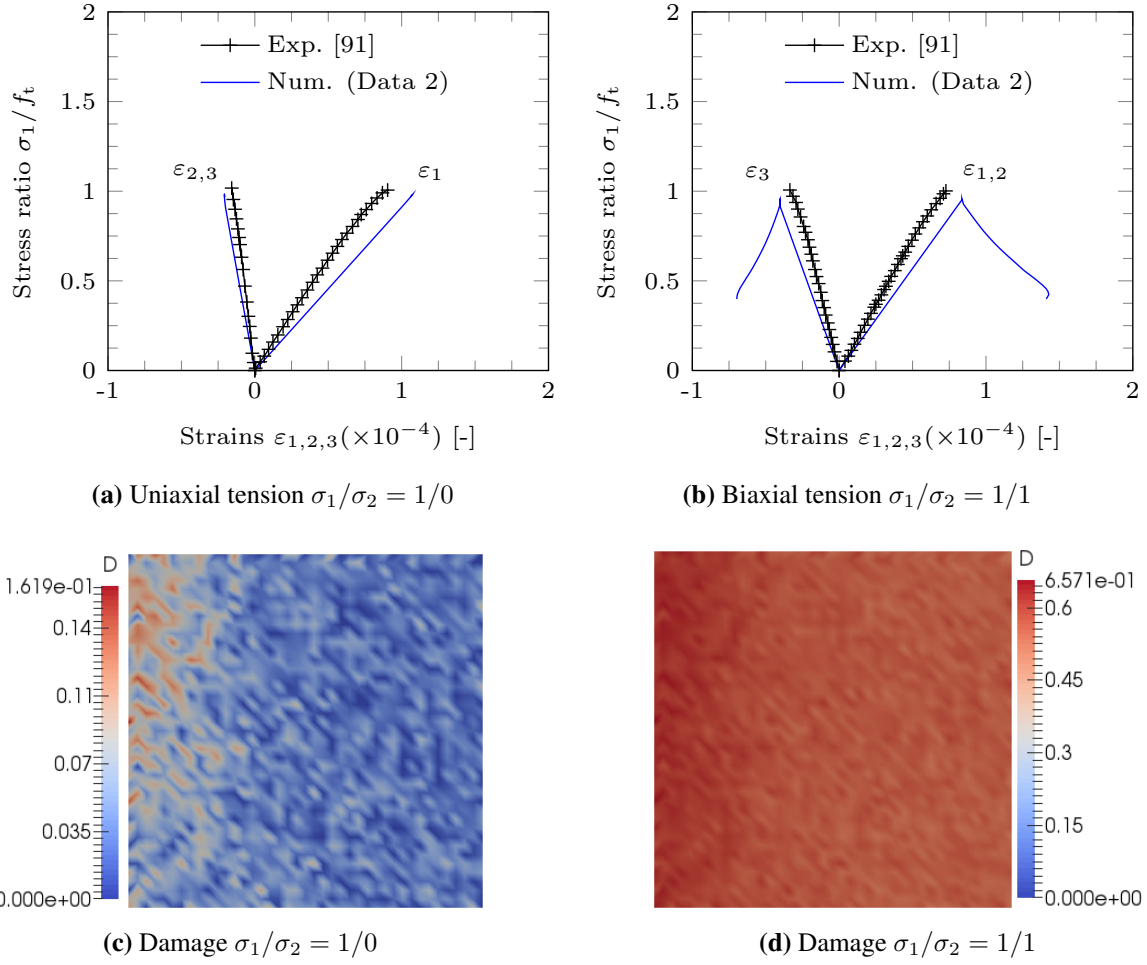 Stress ratio σ₁/fₜ
2
1.5
1
0.5
0
Exp. [91]
Num. (Data 2)
ε₂,₃
ε₁
-1
0
1
2
Strains ε₁,₂,₃(×10⁻⁴) [-]
(a) Uniaxial tension σ₁/σ₂ = 1/0
Stress ratio σ₁/fₜ
2
1.5
1
0.5
0
Exp. [91]
Num. (Data 2)
ε₃
ε₁,₂
-1
0
1
2
Strains ε₁,₂,₃(×10⁻⁴) [-]
(b) Biaxial tension σ₁/σ₂ = 1/1
D
1.619e-01
0.14
0.11
0.07
0.035
0.000e+00
(c) Damage σ₁/σ₂ = 1/0
D
6.571e-01
0.6
0.45
0.3
0.15
0.000e+00
(d) Damage σ₁/σ₂ = 1/1